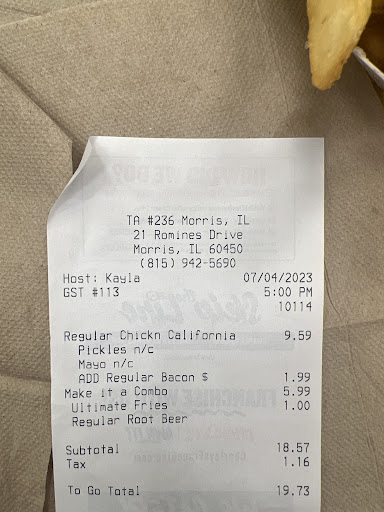 TA #236 Morris, IL
21 Romines Drive
Morris, IL 60450
(815) 942-5690
Host: Kayla 07/04/2023
GST #113 5:00 PM
10114
Regular Chickn California 9.59
Pickles n/c
Mayo n/c
ADD Regular Bacon $ 1.99
Make it a Combo 5.99
Ultimate Fries 1.00
Regular Root Beer
Subtotal 18.57
Tax 1.16
To Go Total 19.73